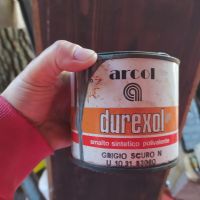 arcol
durexol
smalto sintetico polivalente
GRIGIO SCURO N